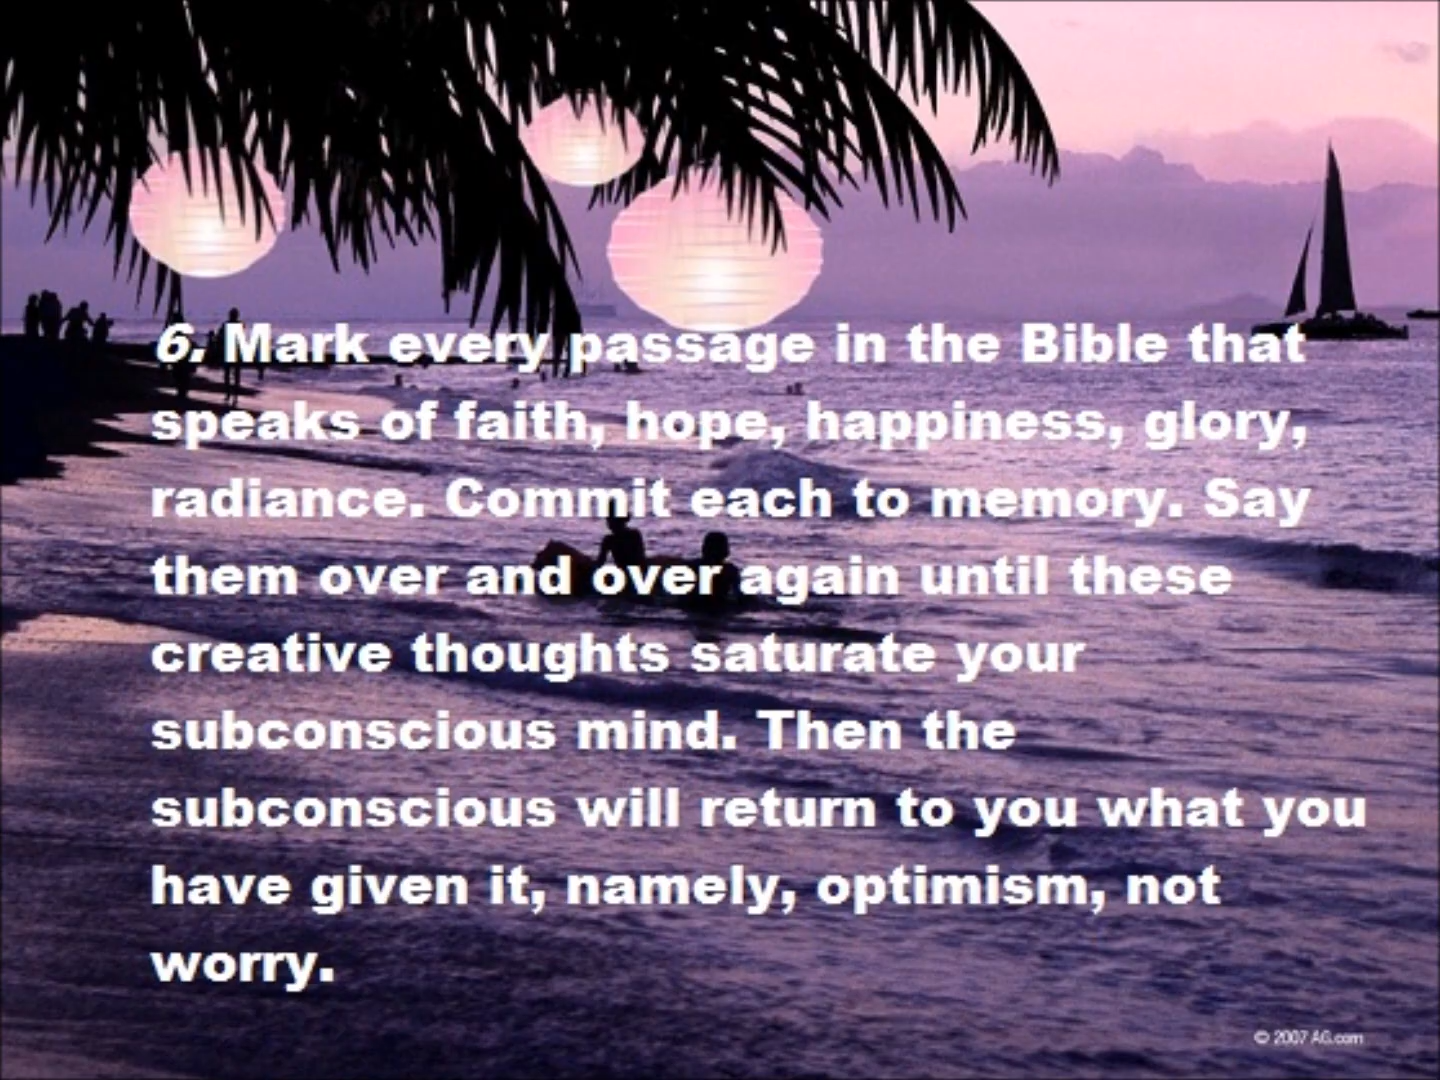 6. Mark every passage in the Bible that
speaks of faith, hope, happiness, glory,
radiance. Commit each to memory. Say
them over and over again until these
creative thoughts saturate your
subconscious mind. Then the
subconscious will return to you what you
have given it, namely, optimism, not
worry.
© 2007 AG.com